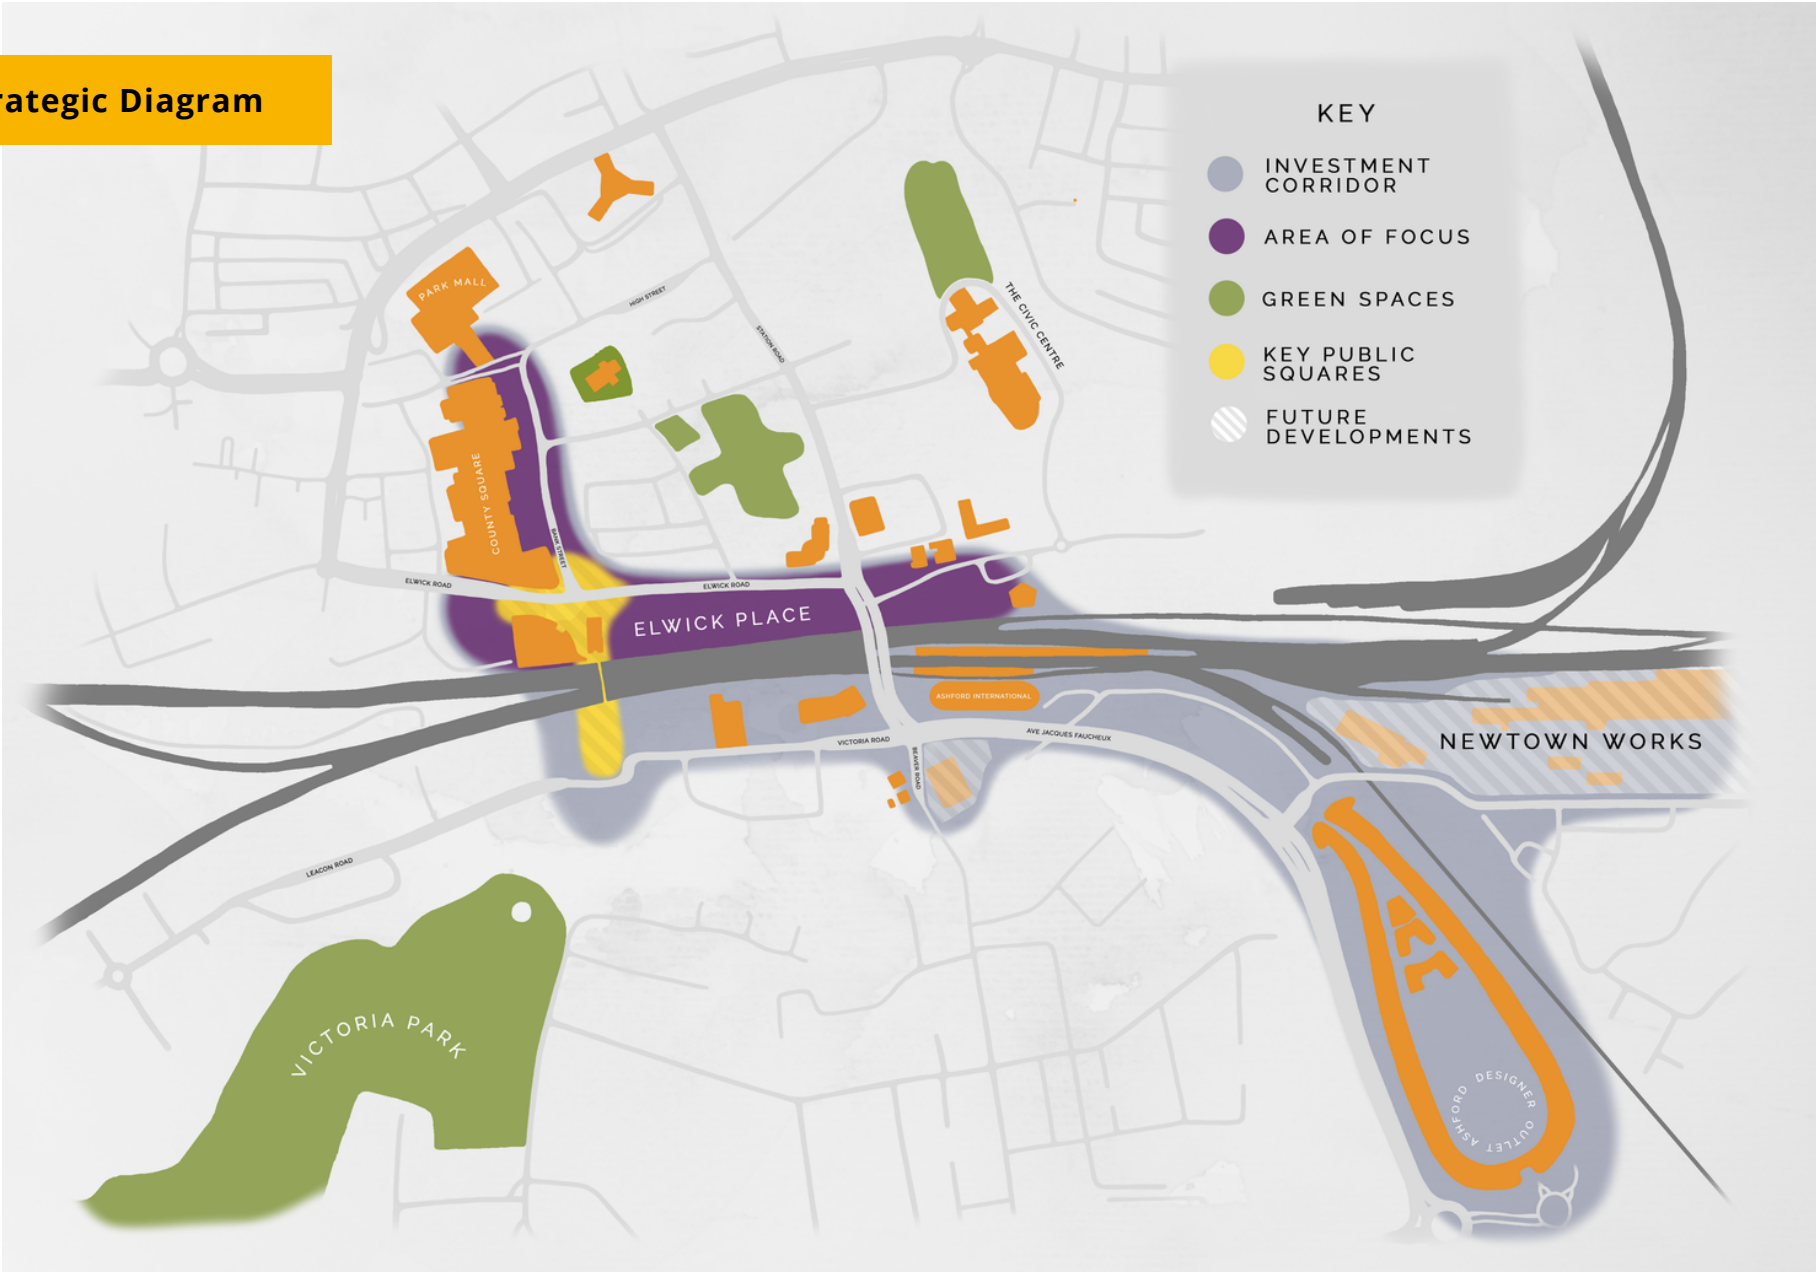 rategic Diagram
KEY
INVESTMENT
CORRIDOR
AREA OF FOCUS
GREEN SPACES
KEY PUBLIC
SQUARES
FUTURE
DEVELOPMENTS
PARK MALL
HIGH STREET
STATION ROAD
THE CIVIC CENTRE
COUNTY SQUARE
BANK STREET
ELWICK ROAD
ELWICK ROAD
ELWICK PLACE
ASHFORD INTERNATIONAL
VICTORIA ROAD
BEAVER ROAD
AVE JACQUES FAUCHEUX
NEWTOWN WORKS
LEACON ROAD
VICTORIA PARK
ASHFORD DESIGNER OUTLET